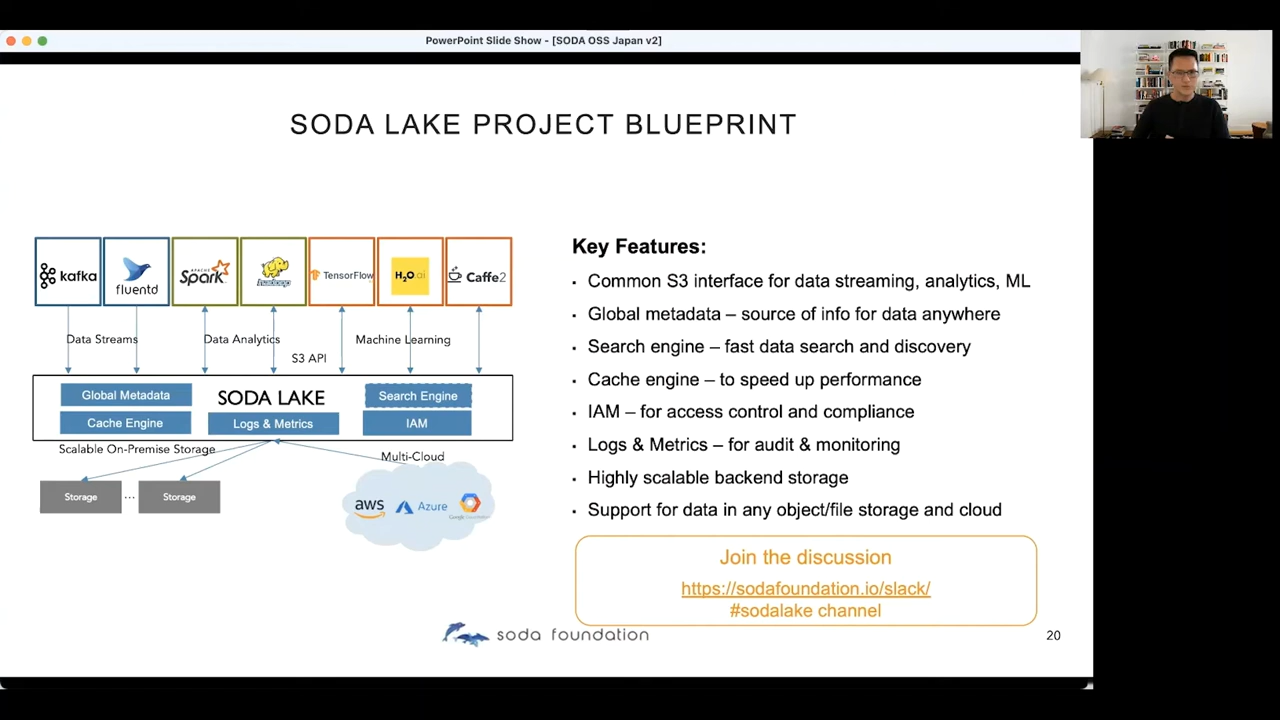 PowerPoint Slide Show - [SODA OSS Japan v2]
SODA LAKE PROJECT BLUEPRINT
kafka
fluentd
APACHE
Spark
hadoop
TensorFlow
H2O.ai
Caffe2
Data Streams
Data Analytics
Machine Learning
S3 API
Global Metadata
SODA LAKE
Search Engine
Cache Engine
Logs & Metrics
IAM
Scalable On-Premise Storage
Multi-Cloud
Storage
...
Storage
aws
Azure
Key Features:
· Common S3 interface for data streaming, analytics, ML
· Global metadata – source of info for data anywhere
· Search engine – fast data search and discovery
· Cache engine – to speed up performance
· IAM – for access control and compliance
· Logs & Metrics – for audit & monitoring
· Highly scalable backend storage
· Support for data in any object/file storage and cloud
Join the discussion
https://sodafoundation.io/slack/
#sodalake channel
soda foundation
20